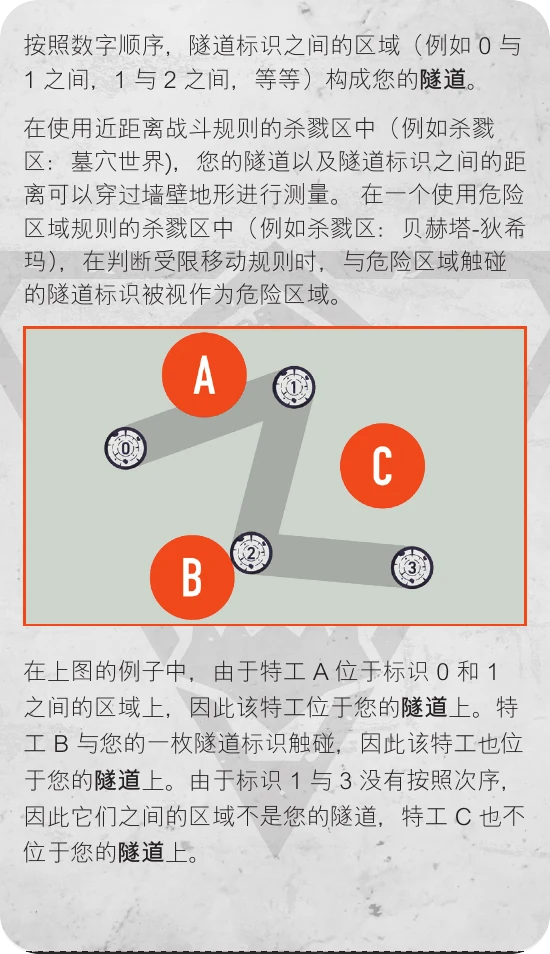 按照数字顺序，隧道标识之间的区域（例如 0 与
1 之间，1 与 2 之间，等等）构成您的隧道。
在使用近距离战斗规则的杀戮区中（例如杀戮
区：墓穴世界)，您的隧道以及隧道标识之间的距
离可以穿过墙壁地形进行测量。 在一个使用危险
区域规则的杀戮区中（例如杀戮区：贝赫塔-狄希
玛），在判断受限移动规则时，与危险区域触碰
的隧道标识被视作为危险区域。
A
1
0
C
2
B
3
在上图的例子中，由于特工 A 位于标识 0 和 1
之间的区域上，因此该特工位于您的隧道上。特
工 B 与您的一枚隧道标识触碰，因此该特工也位
于您的隧道上。由于标识 1 与 3 没有按照次序，
因此它们之间的区域不是您的隧道，特工 C 也不
位于您的隧道上。